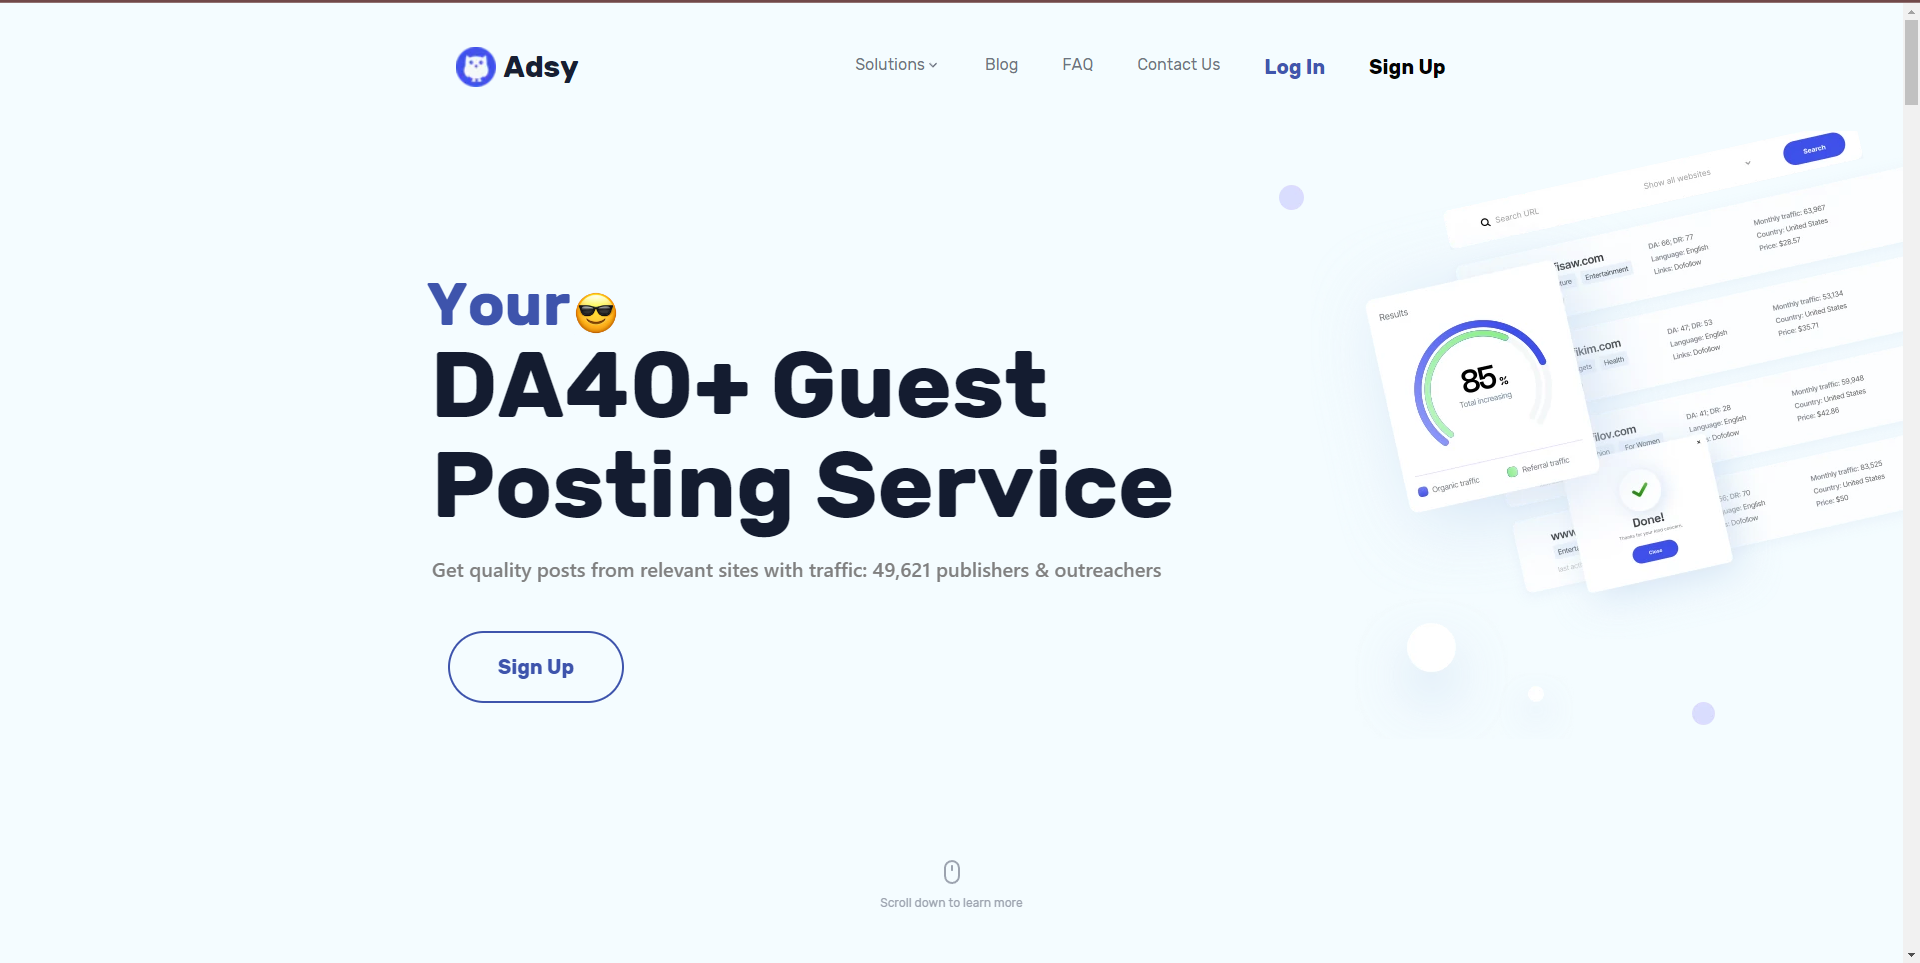 Adsy
Solutions
Blog
FAQ
Contact Us
Log In
Sign Up
Your😎
DA40+ Guest
Posting Service
Get quality posts from relevant sites with traffic: 49,621 publishers & outreachers
Sign Up
Search URL
Show all websites
Search
fisaw.com
Entertainment
DA: 66; DR: 77
Language: English
Links: Dofollow
Monthly traffic: 63,967
Country: United States
Price: $28.57
Results
85 %
Total increasing
Organic traffic
Referral traffic
ikim.com
Health
DA: 47; DR: 53
Language: English
Links: Dofollow
Monthly traffic: 53,134
Country: United States
Price: $35.71
ilov.com
For Women
DA: 41; DR: 28
Language: English
s: Dofollow
Monthly traffic: 59,948
Country: United States
Price: $42.86
DR: 70
English
Dofollow
Monthly traffic: 83,525
Country: United States
Price: $50
www
Done!
Close
Scroll down to learn more